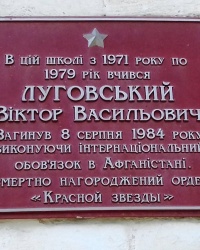 В ЦІЙ ШКОЛІ З 1971 РОКУ ПО
1979 РІК ВЧИВСЯ
ЛУГОВСЬКИЙ
ВІКТОР ВАСИЛЬОВИЧ
ЗАГИНУВ 8 СЕРПНЯ 1984 РОКУ
ВИКОНУЮЧИ ІНТЕРНАЦІОНАЛЬНИЙ
ОБОВ'ЯЗОК В АФГАНІСТАНІ.
«КРАСНОЙ ЗВЕЗДЫ»